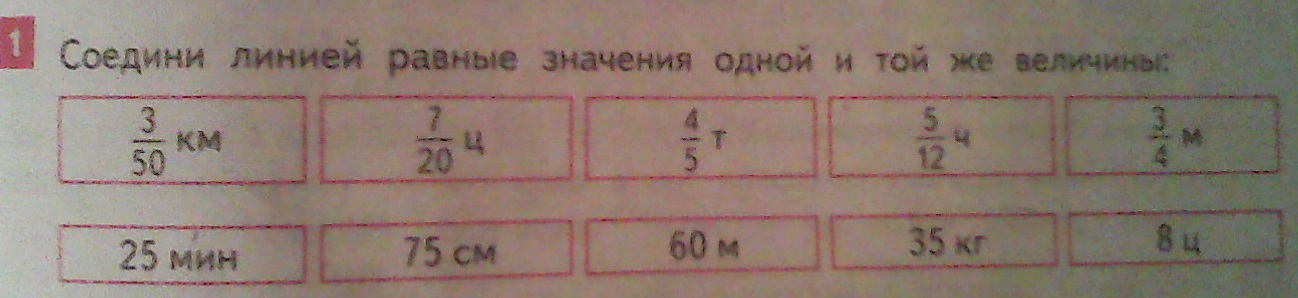 1 Соедини линией равные значения одной и той же величины:
3/50 км 7/20 ц 4/5 т 5/12 ч 3/4 м
25 мин 75 см 60 м 35 кг 8 ц